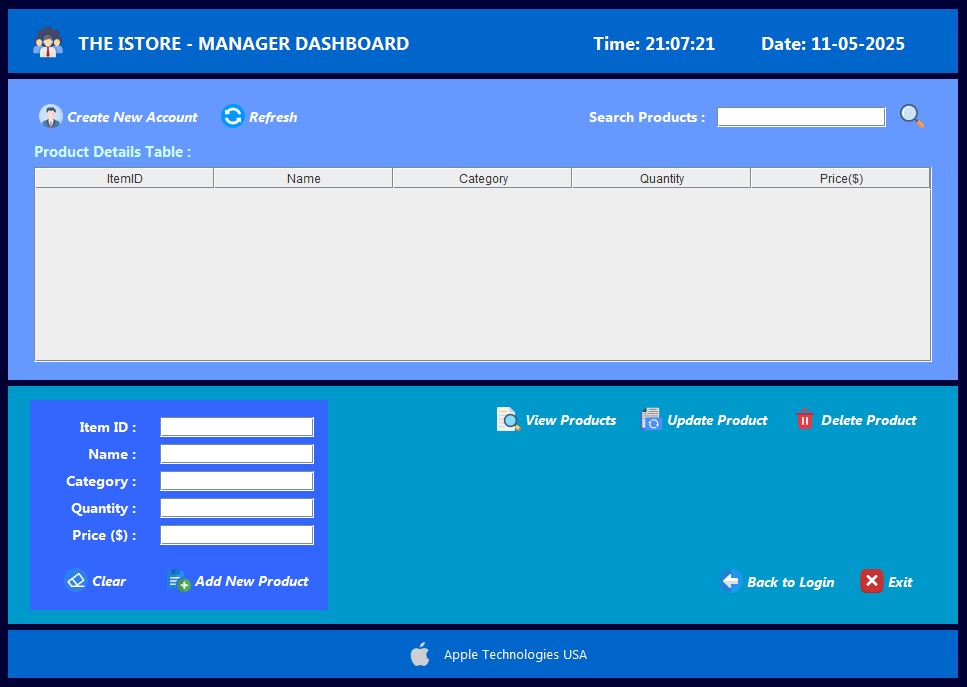 THE ISTORE - MANAGER DASHBOARD Time: 21:07:21 Date: 11-05-2025
Create New Account Refresh Search Products :
Product Details Table :
ItemID Name Category Quantity Price($)
Item ID :
Name :
Category :
Quantity :
Price ($) :
Clear Add New Product
View Products Update Product Delete Product
Back to Login Exit
Apple Technologies USA